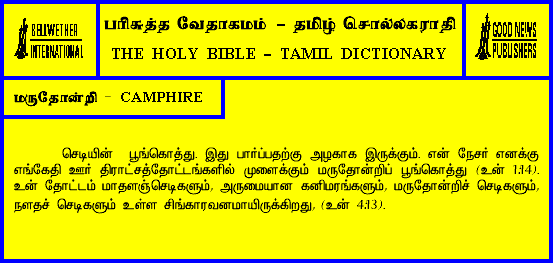 BELLWETHER
INTERNATIONAL
பரிசுத்த வேதாகமம் – தமிழ் சொல்லகராதி
THE HOLY BIBLE – TAMIL DICTIONARY
GOOD NEWS
PUBLISHERS
மருதோன்றி - CAMPHIRE
செடியின் பூங்கொத்து. இது பார்ப்பதற்கு அழகாக இருக்கும். என் நேசர் எனக்கு
எங்கேதி ஊர் திராட்சத்தோட்டங்களில் முளைக்கும் மருதோன்றிப் பூங்கொத்து (உன் 1:14).
உன் தோட்டம் மாதளஞ்செடிகளும், அருமையான கனிமரங்களும், மருதோன்றிச் செடிகளும்,
நளதச் செடிகளும் உள்ள சிங்காரவனமாயிருக்கிறது, (உன் 4:13).